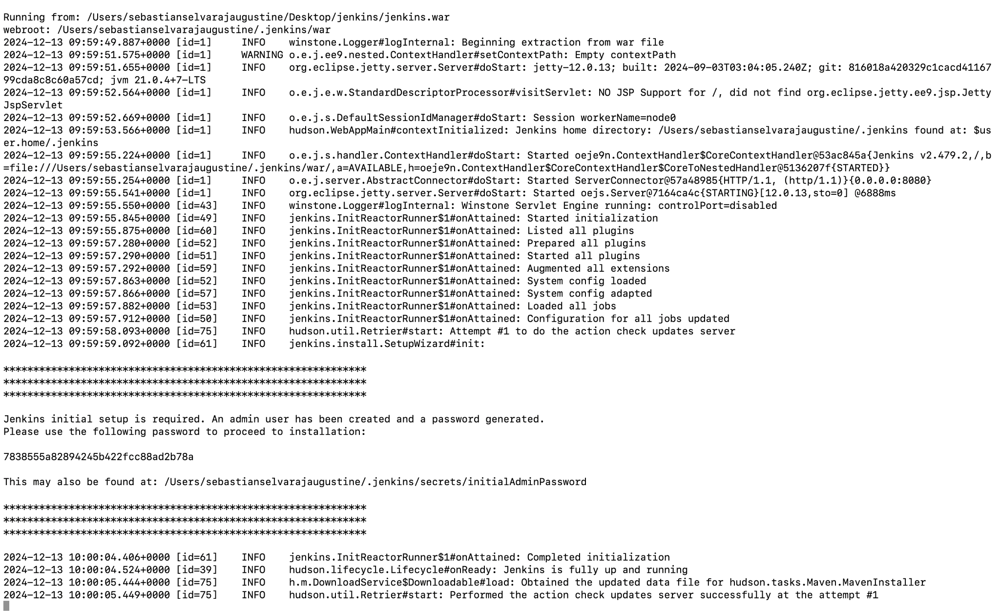 Running from: /Users/sebastianselvarajaugustine/Desktop/jenkins/jenkins.war
webroot: /Users/sebastianselvarajaugustine/.jenkins/war
2024-12-13 09:59:49.887+0000 [id=1]     INFO    winstone.Logger#logInternal: Beginning extraction from war file
2024-12-13 09:59:51.575+0000 [id=1]     WARNING o.e.j.ee9.nested.ContextHandler#setContextPath: Empty contextPath
2024-12-13 09:59:51.655+0000 [id=1]     INFO    org.eclipse.jetty.server.Server#doStart: jetty-12.0.13; built: 2024-09-03T03:04:05.240Z; git: 816018a420329c1cacd41167
99cda8c8c60a57cd; jvm 21.0.4+7-LTS
2024-12-13 09:59:52.564+0000 [id=1]     INFO    o.e.j.e.w.StandardDescriptorProcessor#visitServlet: NO JSP Support for /, did not find org.eclipse.jetty.ee9.jsp.Jetty
JspServlet
2024-12-13 09:59:52.669+0000 [id=1]     INFO    o.e.j.s.DefaultSessionIdManager#doStart: Session workerName=node0
2024-12-13 09:59:53.566+0000 [id=1]     INFO    hudson.WebAppMain#contextInitialized: Jenkins home directory: /Users/sebastianselvarajaugustine/.jenkins found at: $us
er.home/.jenkins
2024-12-13 09:59:55.224+0000 [id=1]     INFO    o.e.j.s.handler.ContextHandler#doStart: Started oeje9n.ContextHandler$CoreContextHandler@53ac845a{Jenkins v2.479.2,/,b
=file:///Users/sebastianselvarajaugustine/.jenkins/war/,a=AVAILABLE,h=oeje9n.ContextHandler$CoreContextHandler$CoreToNestedHandler@5136207f{STARTED}}
2024-12-13 09:59:55.254+0000 [id=1]     INFO    o.e.j.server.AbstractConnector#doStart: Started ServerConnector@57a48985{HTTP/1.1, (http/1.1)}{0.0.0.0:8080}
2024-12-13 09:59:55.541+0000 [id=1]     INFO    org.eclipse.jetty.server.Server#doStart: Started oejs.Server@7164ca4c{STARTING}[12.0.13,sto=0] @6888ms
2024-12-13 09:59:55.550+0000 [id=43]    INFO    winstone.Logger#logInternal: Winstone Servlet Engine running: controlPort=disabled
2024-12-13 09:59:55.845+0000 [id=49]    INFO    jenkins.InitReactorRunner$1#onAttained: Started initialization
2024-12-13 09:59:55.875+0000 [id=60]    INFO    jenkins.InitReactorRunner$1#onAttained: Listed all plugins
2024-12-13 09:59:57.280+0000 [id=52]    INFO    jenkins.InitReactorRunner$1#onAttained: Prepared all plugins
2024-12-13 09:59:57.290+0000 [id=51]    INFO    jenkins.InitReactorRunner$1#onAttained: Started all plugins
2024-12-13 09:59:57.292+0000 [id=59]    INFO    jenkins.InitReactorRunner$1#onAttained: Augmented all extensions
2024-12-13 09:59:57.863+0000 [id=52]    INFO    jenkins.InitReactorRunner$1#onAttained: System config loaded
2024-12-13 09:59:57.866+0000 [id=57]    INFO    jenkins.InitReactorRunner$1#onAttained: System config adapted
2024-12-13 09:59:57.882+0000 [id=53]    INFO    jenkins.InitReactorRunner$1#onAttained: Loaded all jobs
2024-12-13 09:59:57.912+0000 [id=50]    INFO    jenkins.InitReactorRunner$1#onAttained: Configuration for all jobs updated
2024-12-13 09:59:58.093+0000 [id=75]    INFO    hudson.util.Retrier#start: Attempt #1 to do the action check updates server
2024-12-13 09:59:59.092+0000 [id=61]    INFO    jenkins.install.SetupWizard#init:
*************************************************************
*************************************************************
*************************************************************
Jenkins initial setup is required. An admin user has been created and a password generated.
Please use the following password to proceed to installation:
7838555a82894245b422fcc88ad2b78a
This may also be found at: /Users/sebastianselvarajaugustine/.jenkins/secrets/initialAdminPassword
*************************************************************
*************************************************************
*************************************************************
2024-12-13 10:00:04.406+0000 [id=61]    INFO    jenkins.InitReactorRunner$1#onAttained: Completed initialization
2024-12-13 10:00:04.524+0000 [id=39]    INFO    hudson.lifecycle.Lifecycle#onReady: Jenkins is fully up and running
2024-12-13 10:00:05.444+0000 [id=75]    INFO    h.m.DownloadService$Downloadable#load: Obtained the updated data file for hudson.tasks.Maven.MavenInstaller
2024-12-13 10:00:05.449+0000 [id=75]    INFO    hudson.util.Retrier#start: Performed the action check updates server successfully at the attempt #1